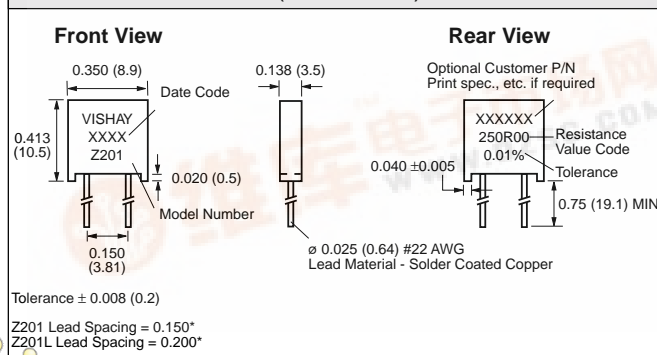 Front View
Rear View
0.350 (8.9)
0.138 (3.5)
Optional Customer P/N
Print spec., etc. if required
Date Code
VISHAY
XXXX
Z201
0.413
(10.5)
XXXXXX
250R00
0.01%
Resistance
Value Code
Tolerance
0.040 ±0.005
0.020 (0.5)
Model Number
0.75 (19.1) MIN
0.150
(3.81)
ø 0.025 (0.64) #22 AWG
Lead Material - Solder Coated Copper
Tolerance ± 0.008 (0.2)
Z201 Lead Spacing = 0.150*
Z201L Lead Spacing = 0.200*